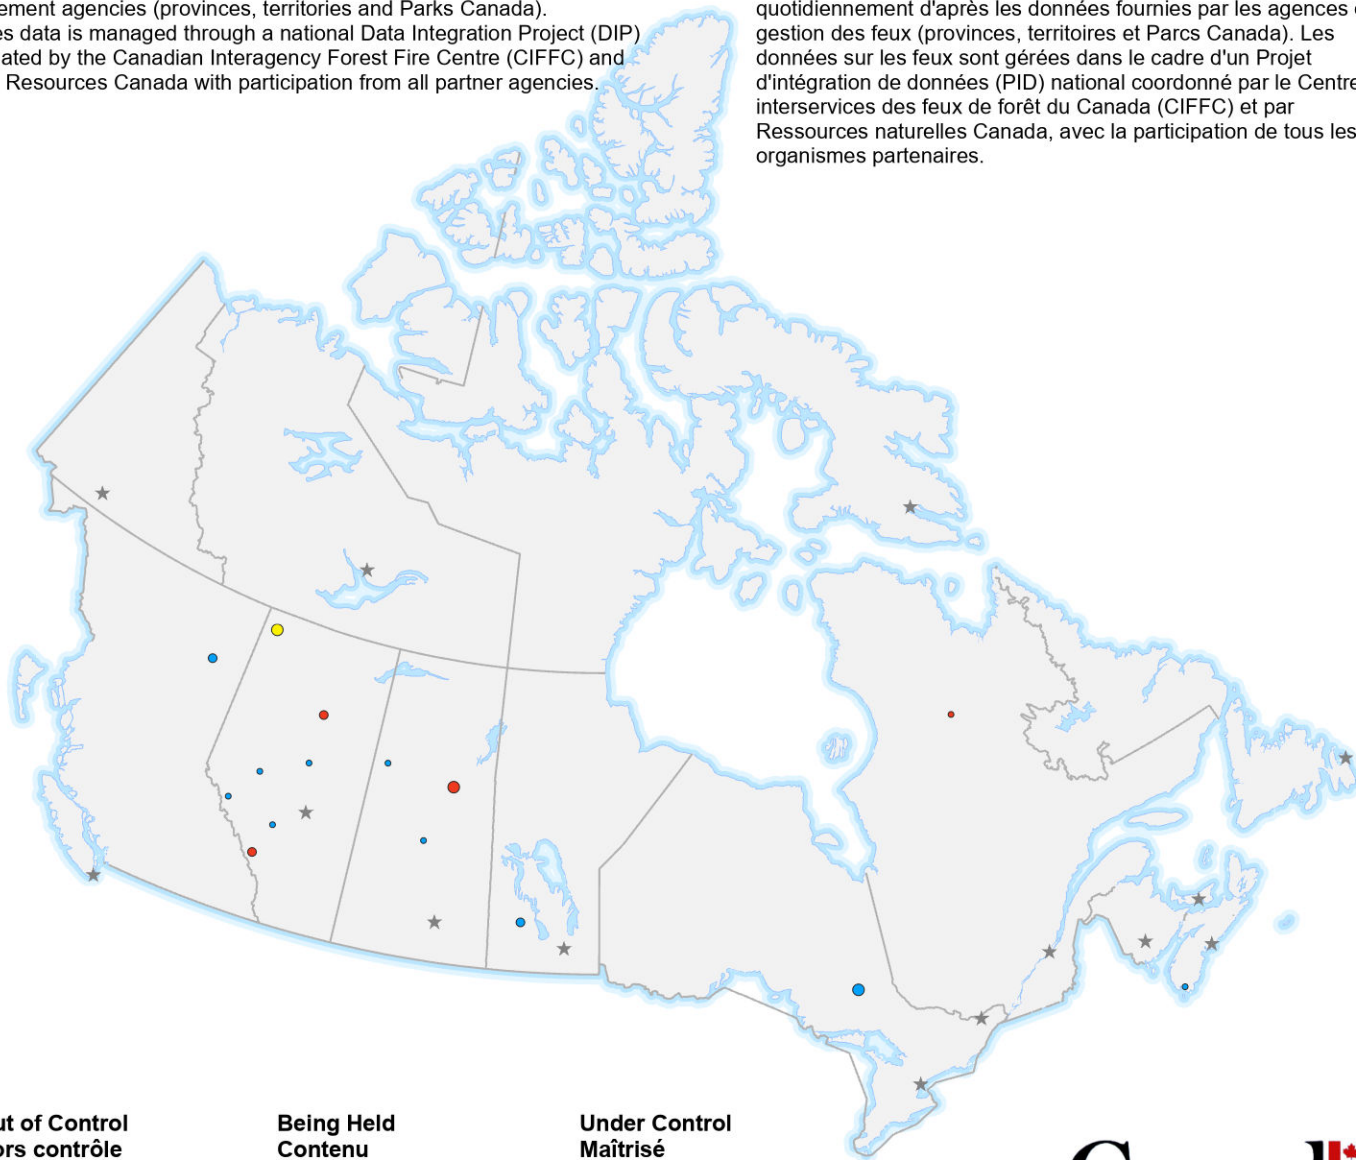 ement agencies (provinces, territories and Parks Canada).
es data is managed through a national Data Integration Project (DIP)
ated by the Canadian Interagency Forest Fire Centre (CIFFC) and
Resources Canada with participation from all partner agencies.
quotidiennement d'après les données fournies par les agences
gestion des feux (provinces, territoires et Parcs Canada). Les
données sur les feux sont gérées dans le cadre d'un Projet
d'intégration de données (PID) national coordonné par le Centre
interservices des feux de forêt du Canada (CIFFC) et par
Ressources naturelles Canada, avec la participation de tous les
organismes partenaires.
ut of Control
ors contrôle
Being Held
Contenu
Under Control
Maîtrisé